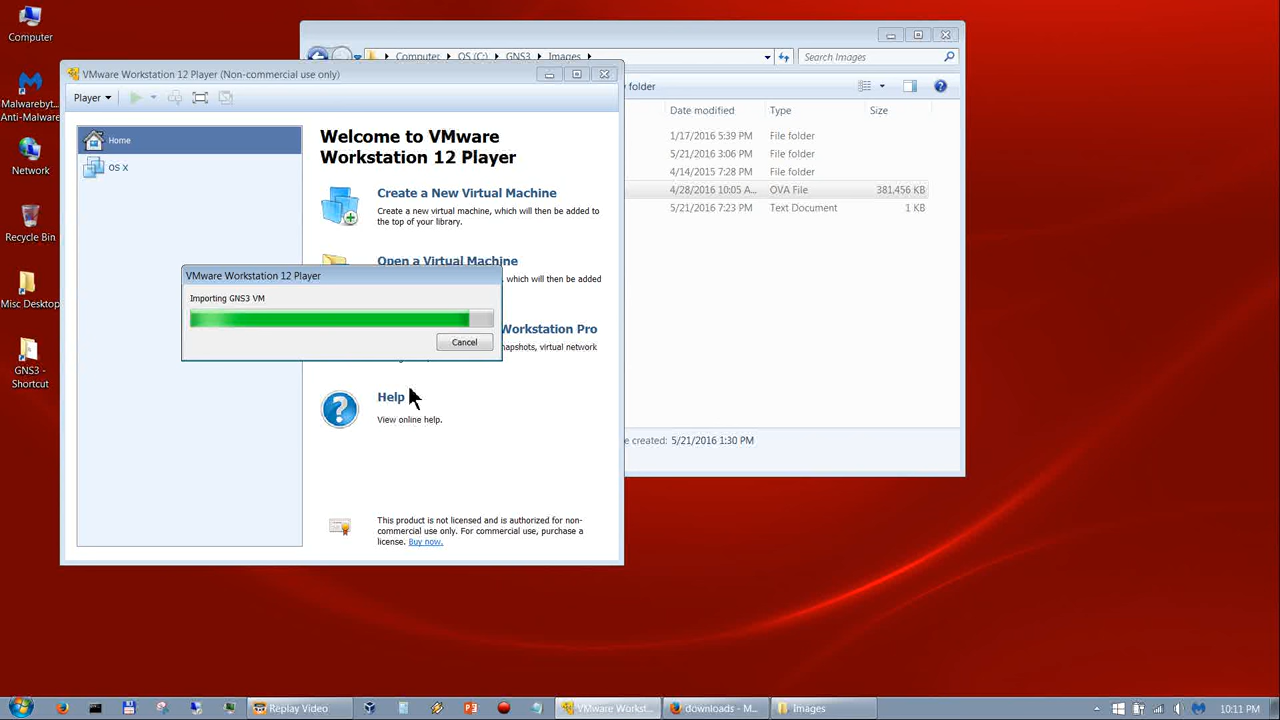 Computer
Malwareby...
Anti-Malware
Network
Recycle Bin
Misc Desktop
GNS3 -
Shortcut
Computer
OS (C:)
GNS3
Images
Search Images
folder
Date modified
Type
Size
1/17/2016 5:39 PM
File folder
5/21/2016 3:06 PM
File folder
4/14/2015 7:28 PM
File folder
4/28/2016 10:05 A...
OVA File
381,456 KB
5/21/2016 7:23 PM
Text Document
1 KB
e created: 5/21/2016 1:30 PM
VMware Workstation 12 Player (Non-commercial use only)
Player
Home
OS X
Welcome to VMware
Workstation 12 Player
Create a New Virtual Machine
Create a new virtual machine, which will then be added to
the top of your library.
Open a Virtual Machine
which will then be added
Workstation Pro
napshots, virtual network
Help
View online help.
This product is not licensed and is authorized for non-
commercial use only. For commercial use, purchase a
license. Buy now.
VMware Workstation 12 Player
Importing GNS3 VM
Cancel
Replay Video
VMware Workst...
downloads - M...
Images
10:11 PM